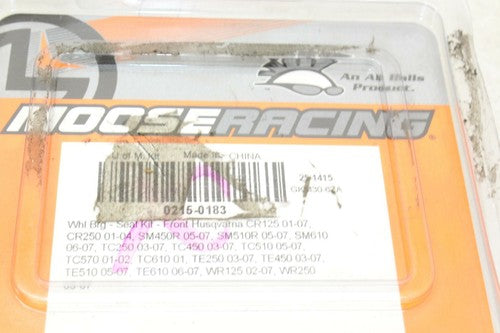 An All Balls
Product.
MOOSERACING
U of M: Kit Made In: CHINA
25-1415
0215-0183
Whl Brg - Seal Kit - Front Husqvarna CR125 01-07,
CR250 01-04, SM450R 05-07, SM510R 05-07, SM610
06-07, TC250 03-07, TC450 03-07, TC510 05-07,
TC570 01-02, TC610 01, TE250 03-07, TE450 03-07,
TE510 05-07, TE610 06-07, WR125 02-07, WR250
03-07